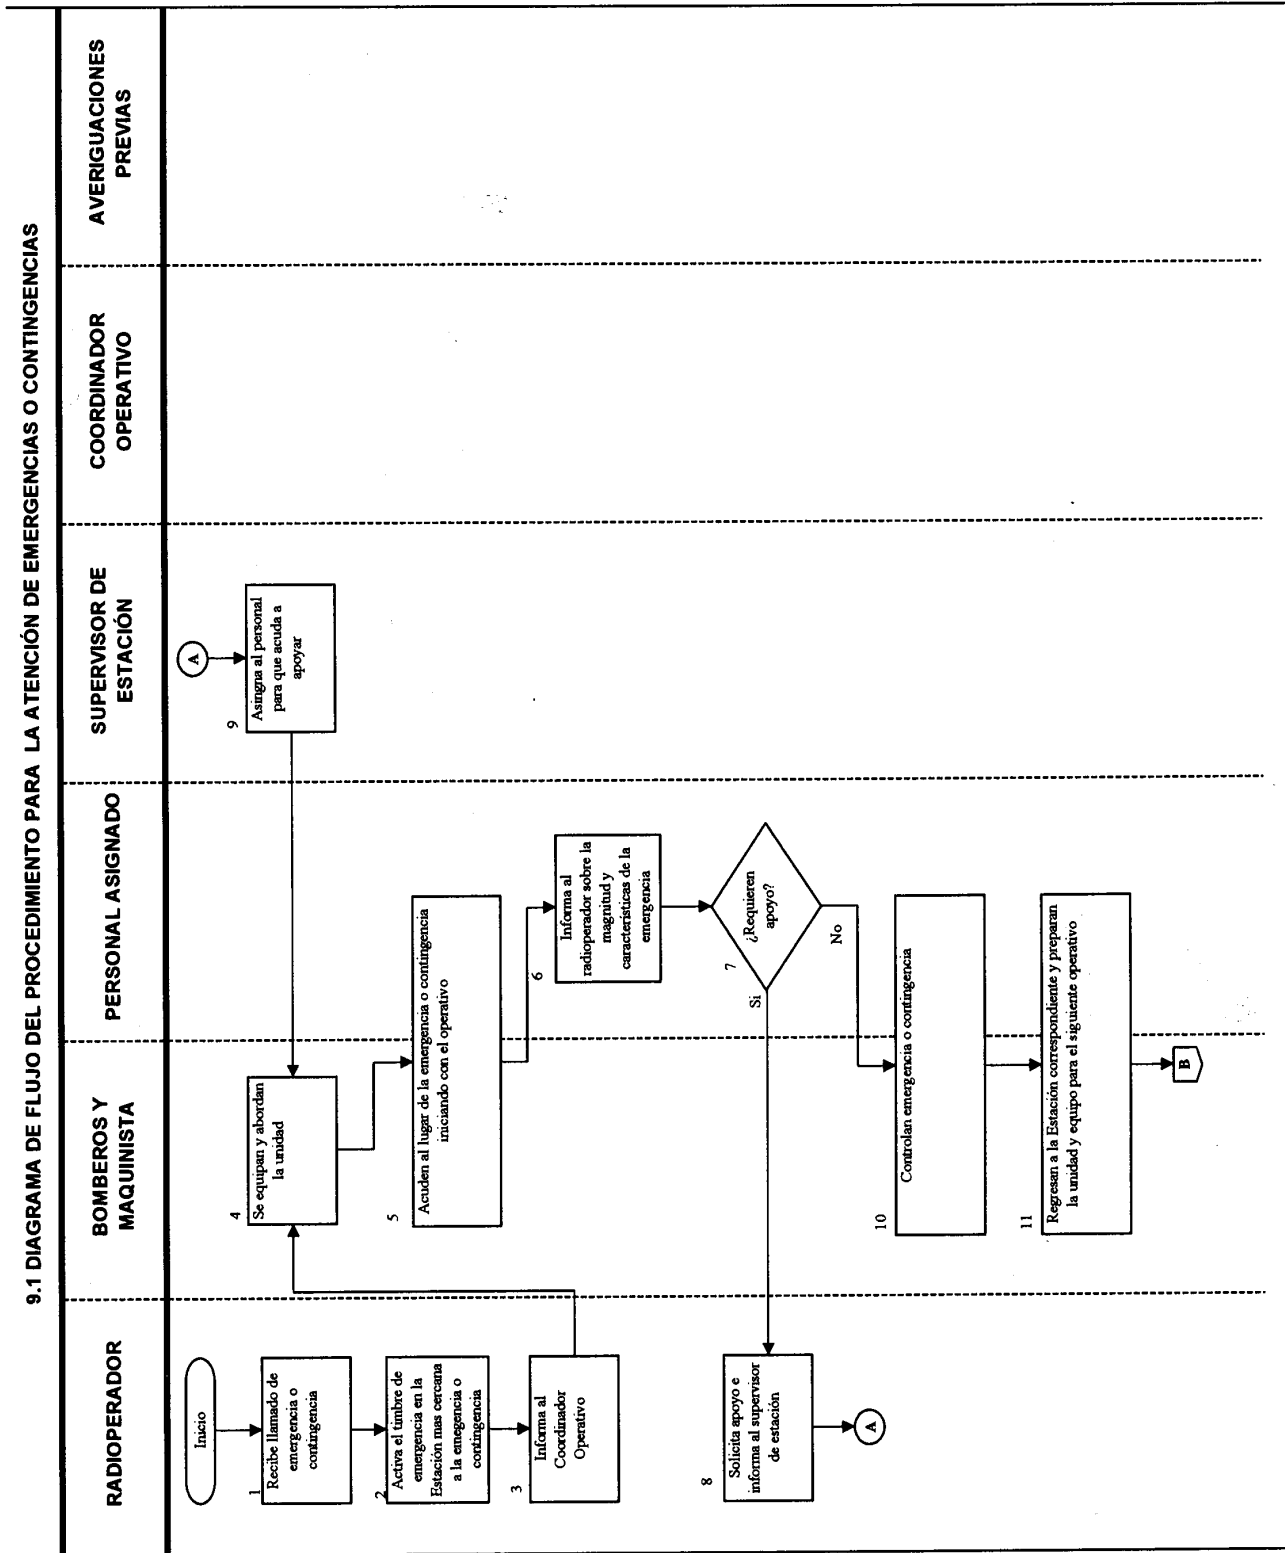 9.1 DIAGRAMA DE FLUJO DEL PROCEDIMIENTO PARA LA ATENCIÓN DE EMERGENCIAS O CONTINGENCIAS
RADIOPERADOR
BOMBEROS Y
MAQUINISTA
PERSONAL ASIGNADO
SUPERVISOR DE
ESTACIÓN
COORDINADOR
OPERATIVO
AVERIGUACIONES
PREVIAS
Inicio
1
Recibe llamado de
emergencia o
contingencia
2
Activa el timbre de
emergencia en la
Estación mas cercana
a la emegencia o
contingencia
3
Informa al
Coordinador
Operativo
4
Se equipan y abordan
la unidad
5
Acuden al lugar de la emergencia o contingencia
iniciando con el operativo
6
Informa al
radioperador sobre la
magnitud y
características de la
emergencia
7
¿Requieren
apoyo?
Si
No
8
Solicita apoyo e
informa al supervisor
de estación
A
A
9
Asingna al personal
para que acuda a
apoyar
10
Controlan emergencia o contingencia
11
Regresan a la Estación correspondiente y preparan
la unidad y equipo para el siguiente operativo
B